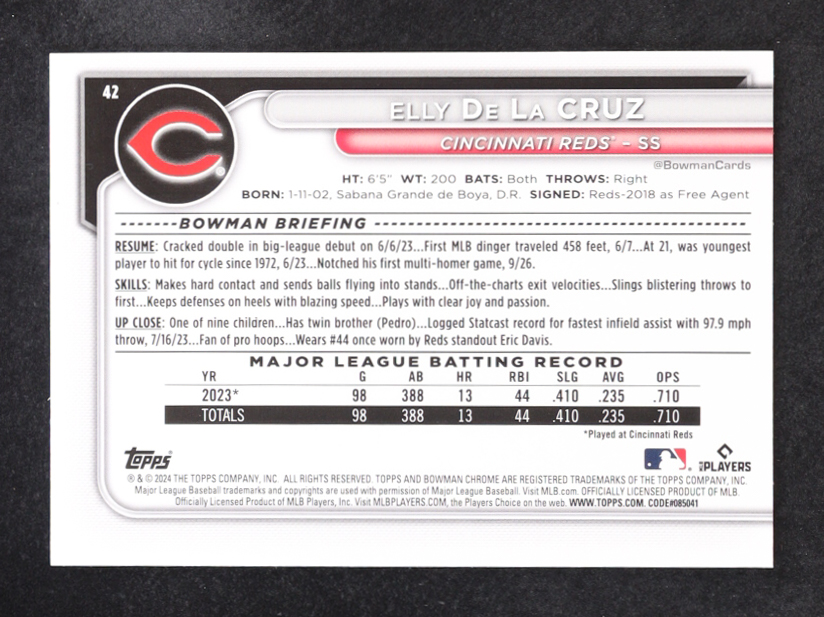 42
ELLY DE LA CRUZ
CINCINNATI REDS® – SS
@BowmanCards
HT: 6'5" WT: 200 BATS: Both THROWS: Right
BORN: 1-11-02, Sabana Grande de Boya, D.R. SIGNED: Reds-2018 as Free Agent
BOWMAN BRIEFING
RESUME: Cracked double in big-league debut on 6/6/23...First MLB dinger traveled 458 feet, 6/7...At 21, was youngest
player to hit for cycle since 1972, 6/23...Notched his first multi-homer game, 9/26.
SKILLS: Makes hard contact and sends balls flying into stands...Off-the-charts exit velocities...Slings blistering throws to
first...Keeps defenses on heels with blazing speed...Plays with clear joy and passion.
UP CLOSE: One of nine children...Has twin brother (Pedro)...Logged Statcast record for fastest infield assist with 97.9 mph
throw, 7/16/23...Fan of pro hoops...Wears #44 once worn by Reds standout Eric Davis.
MAJOR LEAGUE BATTING RECORD
YR G AB HR RBI SLG AVG OPS
2023* 98 388 13 44 .410 .235 .710
TOTALS 98 388 13 44 .410 .235 .710
*Played at Cincinnati Reds
TOPPS® PLAYERS
® & © 2024 THE TOPPS COMPANY, INC. ALL RIGHTS RESERVED. TOPPS AND BOWMAN CHROME ARE REGISTERED TRADEMARKS OF THE TOPPS COMPANY, INC.
Major League Baseball trademarks and copyrights are used with permission of Major League Baseball. Visit MLB.com. OFFICIALLY LICENSED PRODUCT OF MLB.
Officially Licensed Product of MLB Players, Inc. Visit MLBPLAYERS.COM, the Players Choice on the web. WWW.TOPPS.COM. CODE#085041